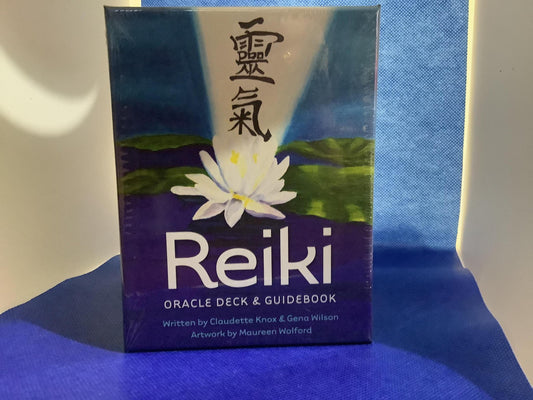 靈
氣
Reiki
ORACLE DECK & GUIDEBOOK
Written by Claudette Knox & Gena Wilson
Artwork by Maureen Wolford